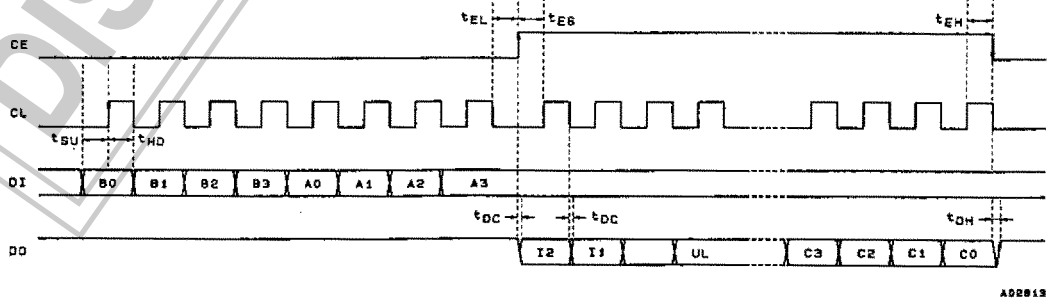 tEL tES tEH
CE
CL
tSU tHD
DI B0 B1 B2 B3 A0 A1 A2 A3
tDC tDC tDH
DO I2 I1 UL C3 C2 C1 C0
A02813
DIS